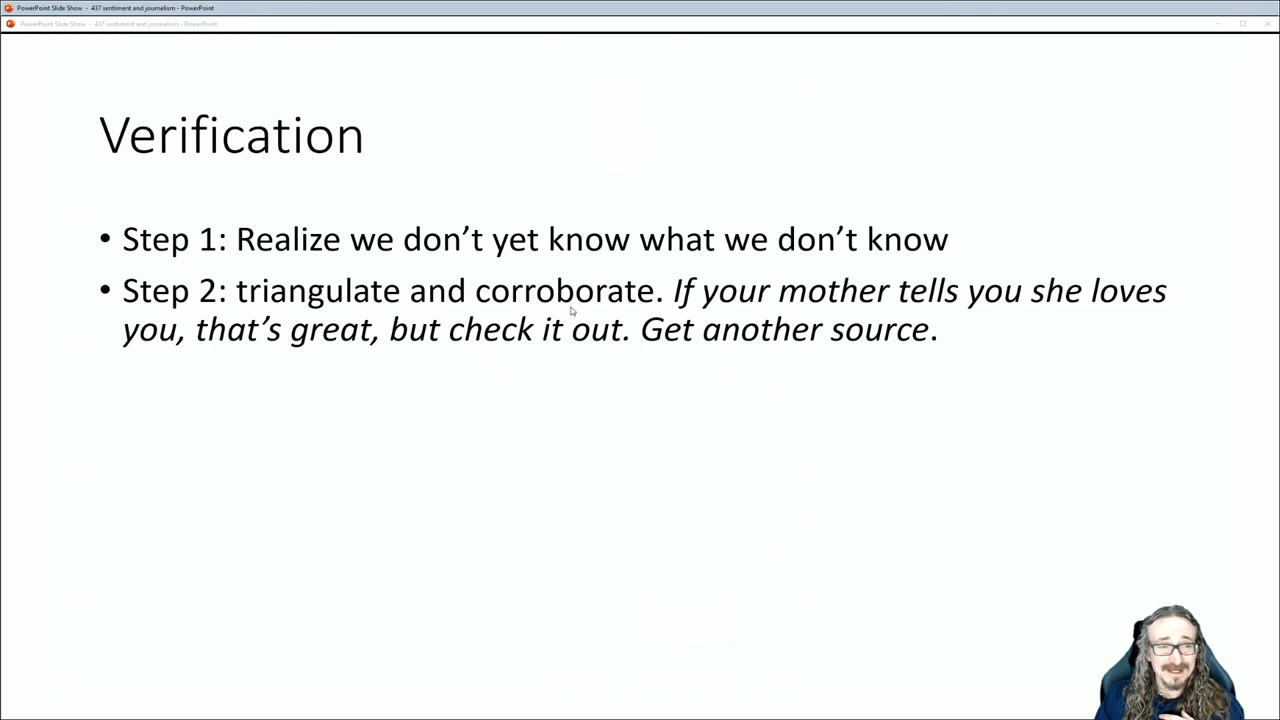 PowerPoint Slide Show - 437 sentiment and journalism - PowerPoint
PowerPoint Slide Show - 437 sentiment and journalism - PowerPoint
Verification
• Step 1: Realize we don’t yet know what we don’t know
• Step 2: triangulate and corroborate. If your mother tells you she loves
you, that’s great, but check it out. Get another source.